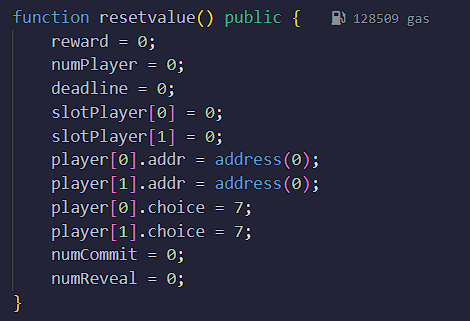 function resetvalue() public { 128509 gas
reward = 0;
numPlayer = 0;
deadline = 0;
slotPlayer[0] = 0;
slotPlayer[1] = 0;
player[0].addr = address(0);
player[1].addr = address(0);
player[0].choice = 7;
player[1].choice = 7;
numCommit = 0;
numReveal = 0;
}